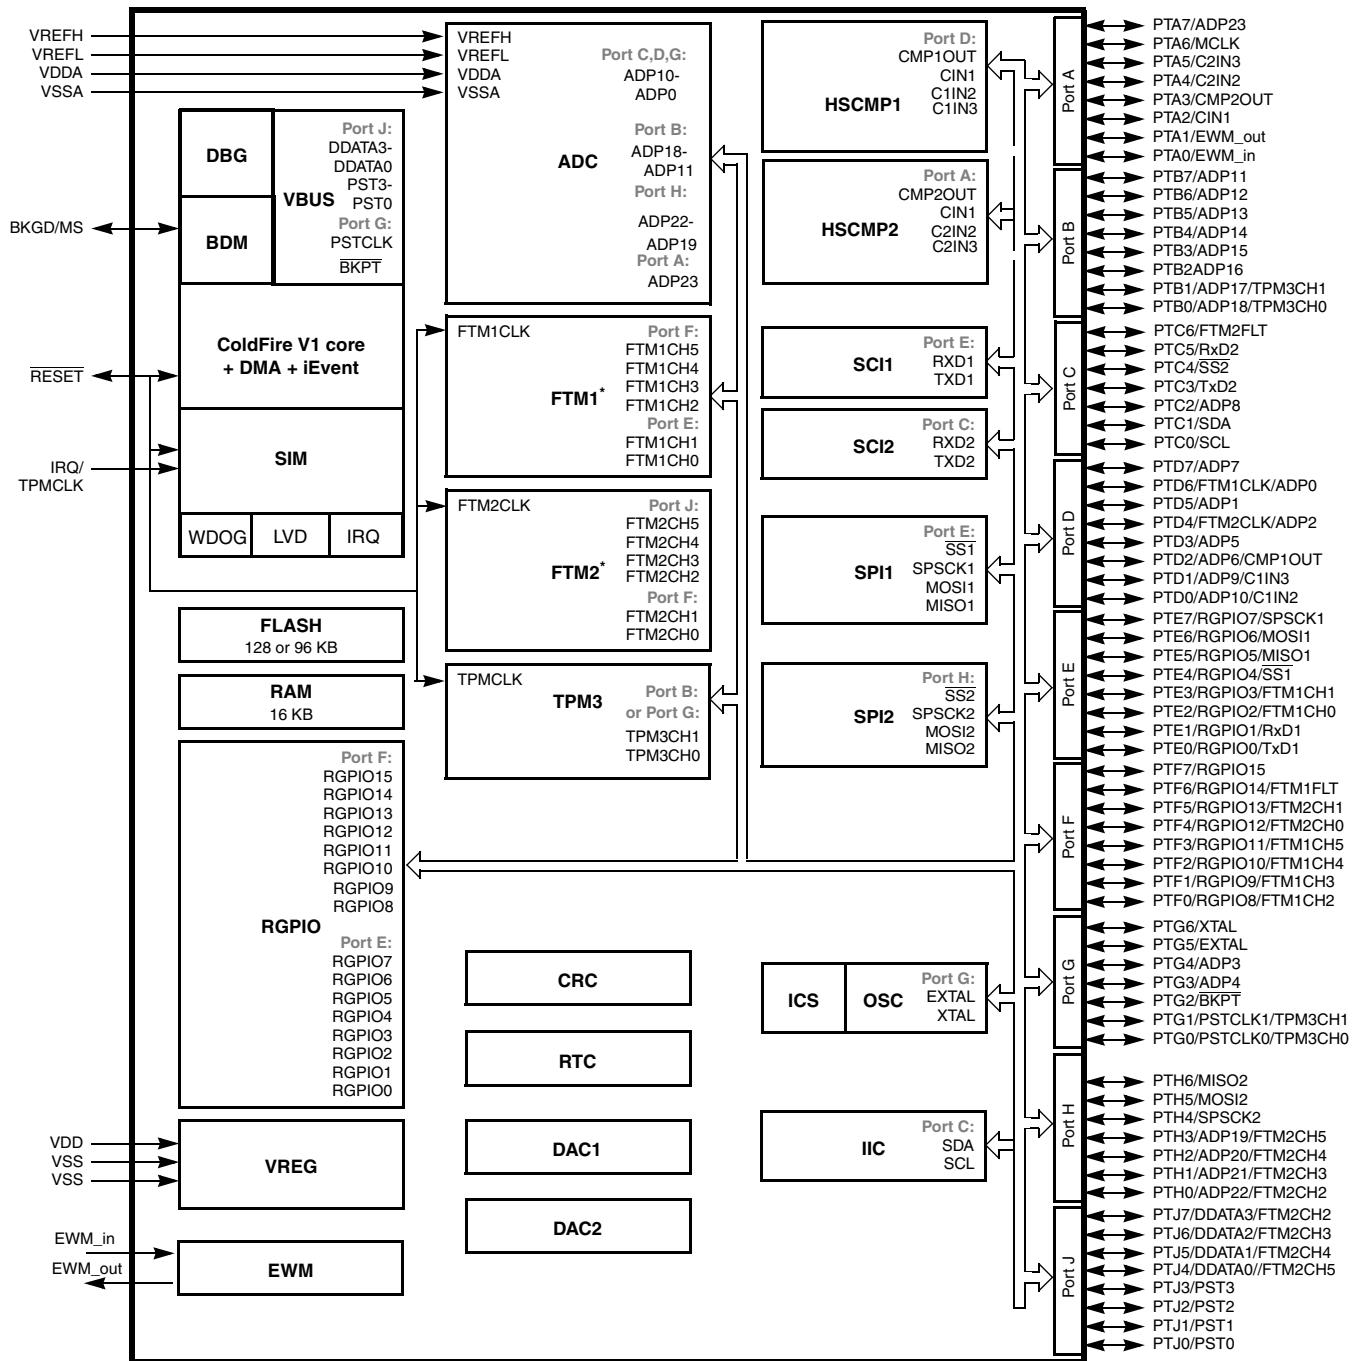 VREFH
VREFL
VDDA
VSSA
BKGD/MS
RESET
IRQ/
TPMCLK
VDD
VSS
VSS
EWM_in
EWM_out
DBG
BDM
VBUS
Port J:
DDATA3-
DDATA0
PST3-
PST0
Port G:
PSTCLK
BKPT
ColdFire V1 core
+ DMA + iEvent
SIM
WDOG
LVD
IRQ
FLASH
128 or 96 KB
RAM
16 KB
RGPIO
Port F:
RGPIO15
RGPIO14
RGPIO13
RGPIO12
RGPIO11
RGPIO10
RGPIO9
RGPIO8
Port E:
RGPIO7
RGPIO6
RGPIO5
RGPIO4
RGPIO3
RGPIO2
RGPIO1
RGPIO0
VREG
EWM
VREFH
VREFL
VDDA
VSSA
ADC
Port C,D,G:
ADP10-
ADP0
Port B:
ADP18-
ADP11
Port H:
ADP22-
ADP19
Port A:
ADP23
FTM1CLK
FTM1*
Port F:
FTM1CH5
FTM1CH4
FTM1CH3
FTM1CH2
Port E:
FTM1CH1
FTM1CH0
FTM2CLK
FTM2*
Port J:
FTM2CH5
FTM2CH4
FTM2CH3
FTM2CH2
Port F:
FTM2CH1
FTM2CH0
TPMCLK
TPM3
Port B:
or Port G:
TPM3CH1
TPM3CH0
CRC
RTC
DAC1
DAC2
HSCMP1
Port D:
CMP1OUT
CIN1
C1IN2
C1IN3
HSCMP2
Port A:
CMP2OUT
CIN1
C2IN2
C2IN3
SCI1
Port E:
RXD1
TXD1
SCI2
Port C:
RXD2
TXD2
SPI1
Port E:
SS1
SPSCK1
MOSI1
MISO1
SPI2
Port H:
SS2
SPSCK2
MOSI2
MISO2
ICS
OSC
Port G:
EXTAL
XTAL
IIC
Port C:
SDA
SCL
Port A
PTA7/ADP23
PTA6/MCLK
PTA5/C2IN3
PTA4/C2IN2
PTA3/CMP2OUT
PTA2/CIN1
PTA1/EWM_out
PTA0/EWM_in
Port B
PTB7/ADP11
PTB6/ADP12
PTB5/ADP13
PTB4/ADP14
PTB3/ADP15
PTB2ADP16
PTB1/ADP17/TPM3CH1
PTB0/ADP18/TPM3CH0
Port C
PTC6/FTM2FLT
PTC5/RxD2
PTC4/SS2
PTC3/TxD2
PTC2/ADP8
PTC1/SDA
PTC0/SCL
Port D
PTD7/ADP7
PTD6/FTM1CLK/ADP0
PTD5/ADP1
PTD4/FTM2CLK/ADP2
PTD3/ADP5
PTD2/ADP6/CMP1OUT
PTD1/ADP9/C1IN3
PTD0/ADP10/C1IN2
Port E
PTE7/RGPIO7/SPSCK1
PTE6/RGPIO6/MOSI1
PTE5/RGPIO5/MISO1
PTE4/RGPIO4/SS1
PTE3/RGPIO3/FTM1CH1
PTE2/RGPIO2/FTM1CH0
PTE1/RGPIO1/RxD1
PTE0/RGPIO0/TxD1
Port F
PTF7/RGPIO15
PTF6/RGPIO14/FTM1FLT
PTF5/RGPIO13/FTM2CH1
PTF4/RGPIO12/FTM2CH0
PTF3/RGPIO11/FTM1CH5
PTF2/RGPIO10/FTM1CH4
PTF1/RGPIO9/FTM1CH3
PTF0/RGPIO8/FTM1CH2
Port G
PTG6/XTAL
PTG5/EXTAL
PTG4/ADP3
PTG3/ADP4
PTG2/BKPT
PTG1/PSTCLK1/TPM3CH1
PTG0/PSTCLK0/TPM3CH0
Port H
PTH6/MISO2
PTH5/MOSI2
PTH4/SPSCK2
PTH3/ADP19/FTM2CH5
PTH2/ADP20/FTM2CH4
PTH1/ADP21/FTM2CH3
PTH0/ADP22/FTM2CH2
Port J
PTJ7/DDATA3/FTM2CH2
PTJ6/DDATA2/FTM2CH3
PTJ5/DDATA1/FTM2CH4
PTJ4/DDATA0//FTM2CH5
PTJ3/PST3
PTJ2/PST2
PTJ1/PST1
PTJ0/PST0